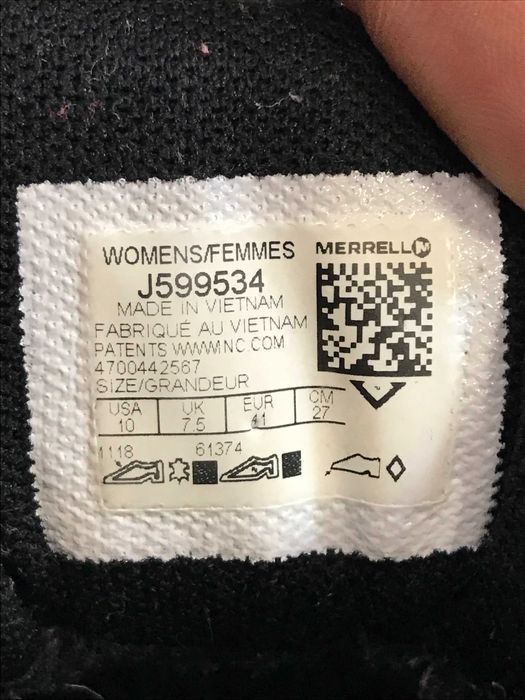 WOMENS/FEMMES
MERRELL
J599534
MADE IN VIETNAM
FABRIQUÉ AU VIETNAM
PATENTS WWWNC.COM
4700442567
SIZE/GRANDEUR
USA UK EUR CM
10 7.5 41 27
1118 61374